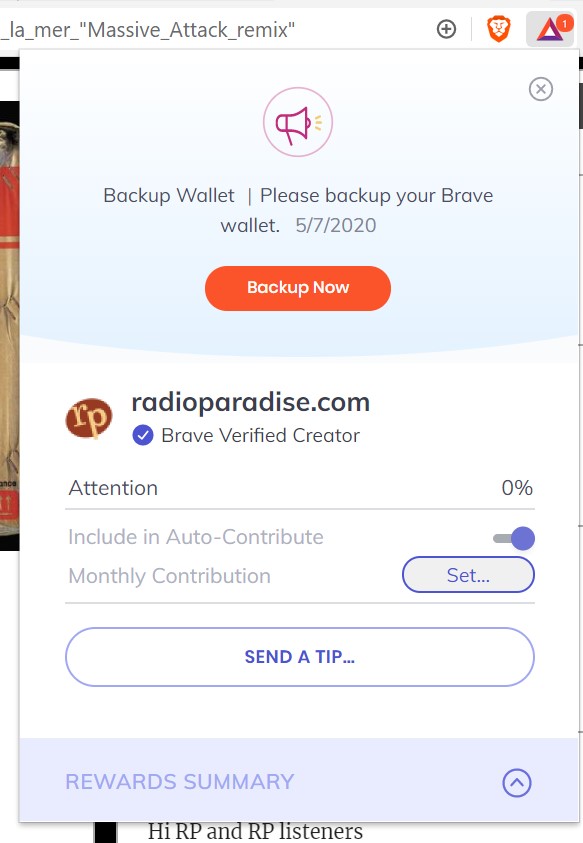 _la_mer_"Massive_Attack_remix"
1
Backup Wallet | Please backup your Brave
wallet. 5/7/2020
Backup Now
rp
radioparadise.com
Brave Verified Creator
Attention 0%
Include in Auto-Contribute
Monthly Contribution Set...
SEND A TIP...
REWARDS SUMMARY
Hi RP and RP listeners